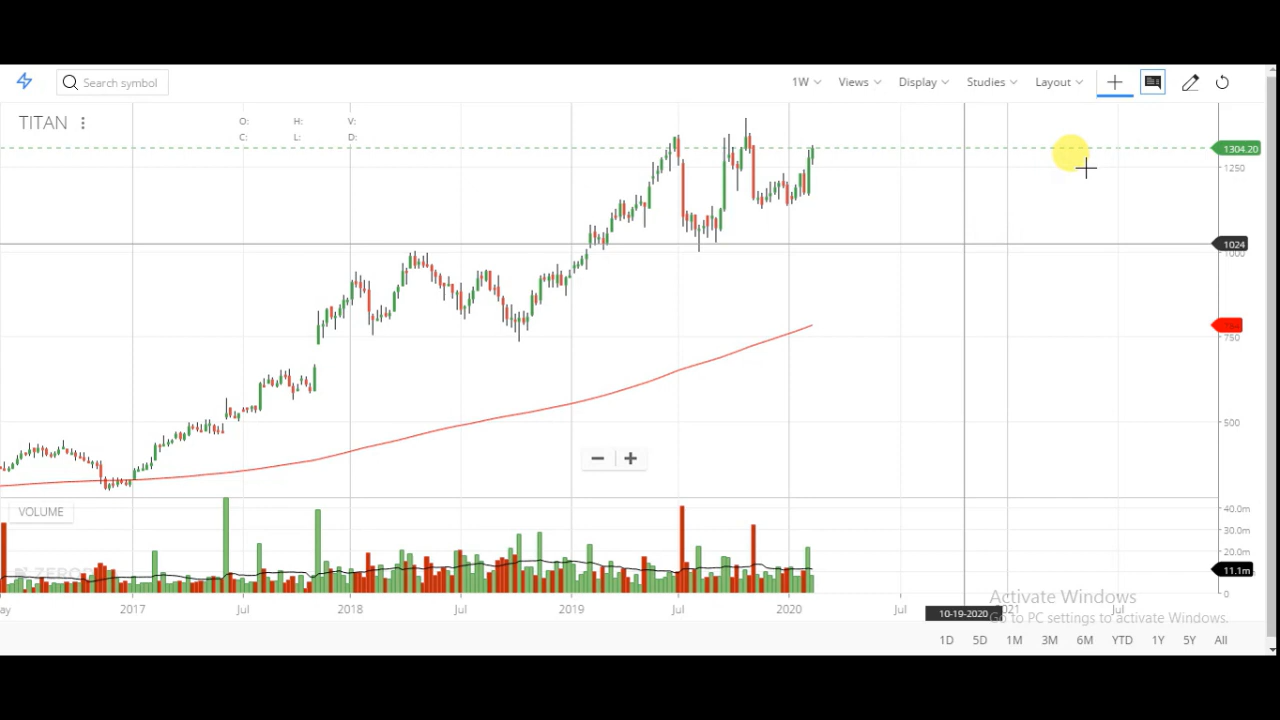 Search symbol
1W
Views
Display
Studies
Layout
TITAN
O: H: V:
C: L: D:
1304.20
1250
1024
1000
750
500
VOLUME
40.0m
30.0m
20.0m
11.1m
0
2017
Jul
2018
Jul
2019
Jul
2020
Jul
10-19-2020
Jul
Activate Windows
Go to PC settings to activate Windows.
1D 5D 1M 3M 6M YTD 1Y 5Y All